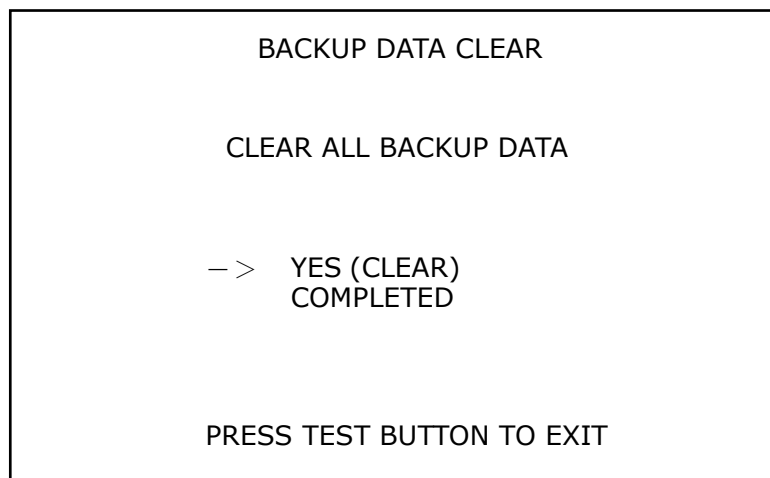 BACKUP DATA CLEAR
CLEAR ALL BACKUP DATA
−> YES (CLEAR)
COMPLETED
PRESS TEST BUTTON TO EXIT